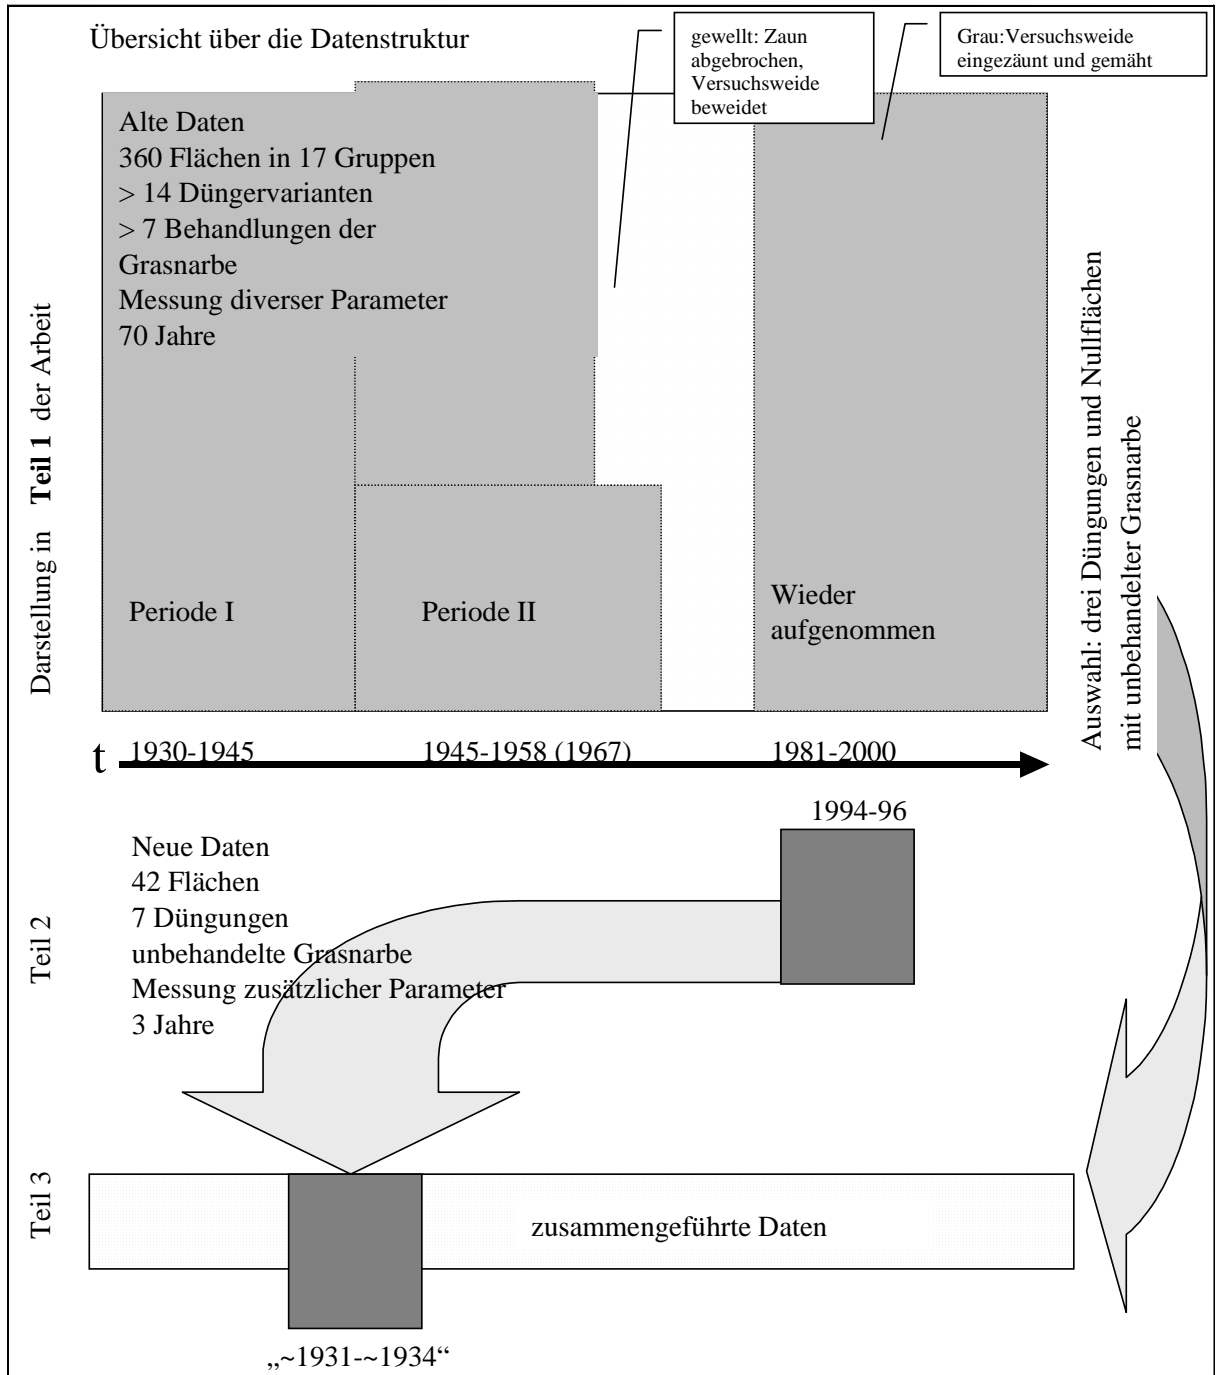 Übersicht über die Datenstruktur
gewellt: Zaun
abgebrochen,
Versuchsweide
beweidet
Grau:Versuchsweide
eingezäunt und gemäht
Alte Daten
360 Flächen in 17 Gruppen
> 14 Düngervarianten
> 7 Behandlungen der
Grasnarbe
Messung diverser Parameter
70 Jahre
Periode I
Periode II
Wieder
aufgenommen
Darstellung in Teil 1 der Arbeit
Auswahl: drei Düngungen und Nullflächen
mit unbehandelter Grasnarbe
t
1930-1945
1945-1958 (1967)
1981-2000
1994-96
Teil 2
Neue Daten
42 Flächen
7 Düngungen
unbehandelte Grasnarbe
Messung zusätzlicher Parameter
3 Jahre
Teil 3
zusammengeführte Daten
„~1931-~1934“